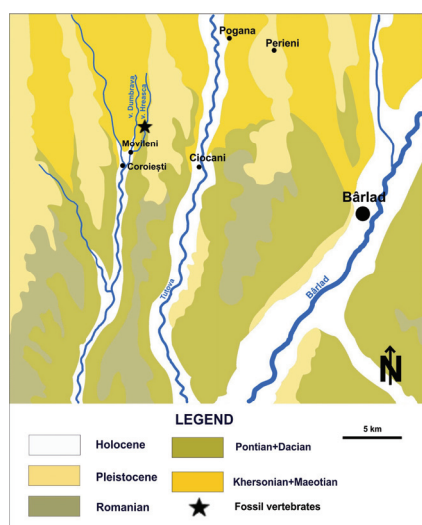 Pogana
Perieni
v. Dumbrava
v. Hreasca
Movileni
Coroiești
Ciocani
Bârlad
Tutova
Bârlad
N
LEGEND
Holocene
Pleistocene
Romanian
Pontian+Dacian
Khersonian+Maeotian
Fossil vertebrates
5 km